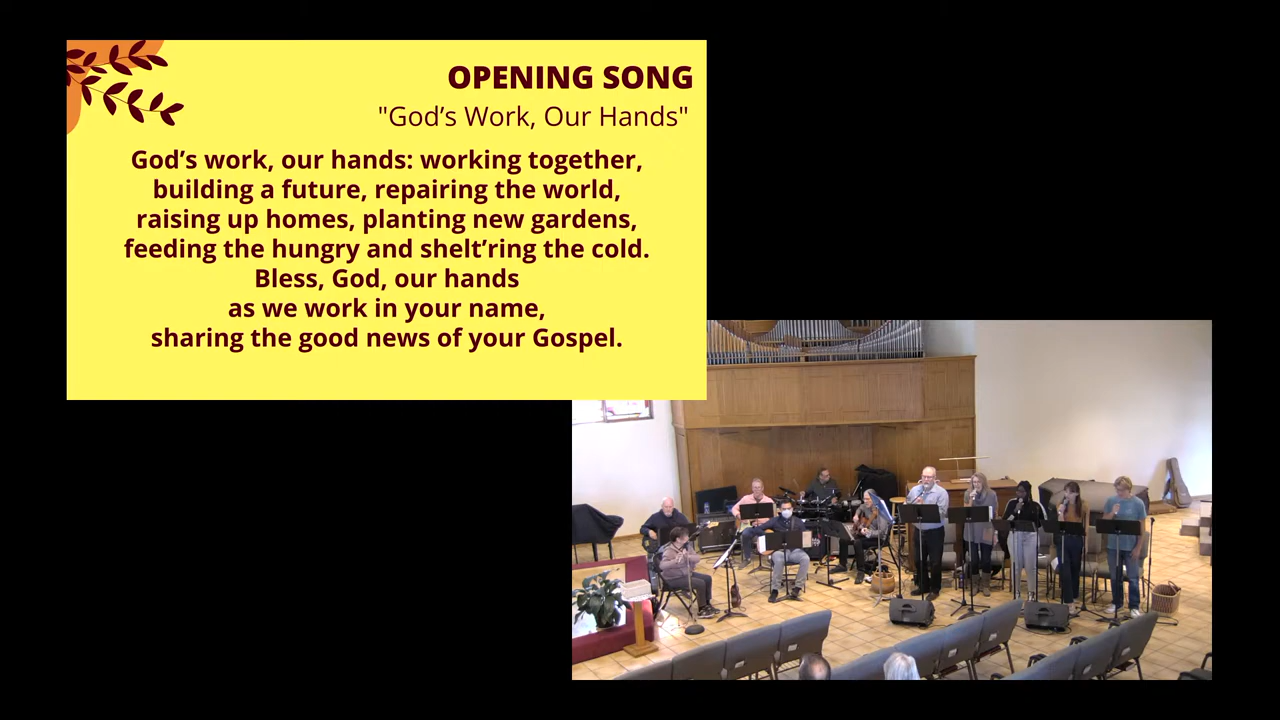 OPENING SONG
"God’s Work, Our Hands"
God’s work, our hands: working together,
building a future, repairing the world,
raising up homes, planting new gardens,
feeding the hungry and shelt’ring the cold.
Bless, God, our hands
as we work in your name,
sharing the good news of your Gospel.